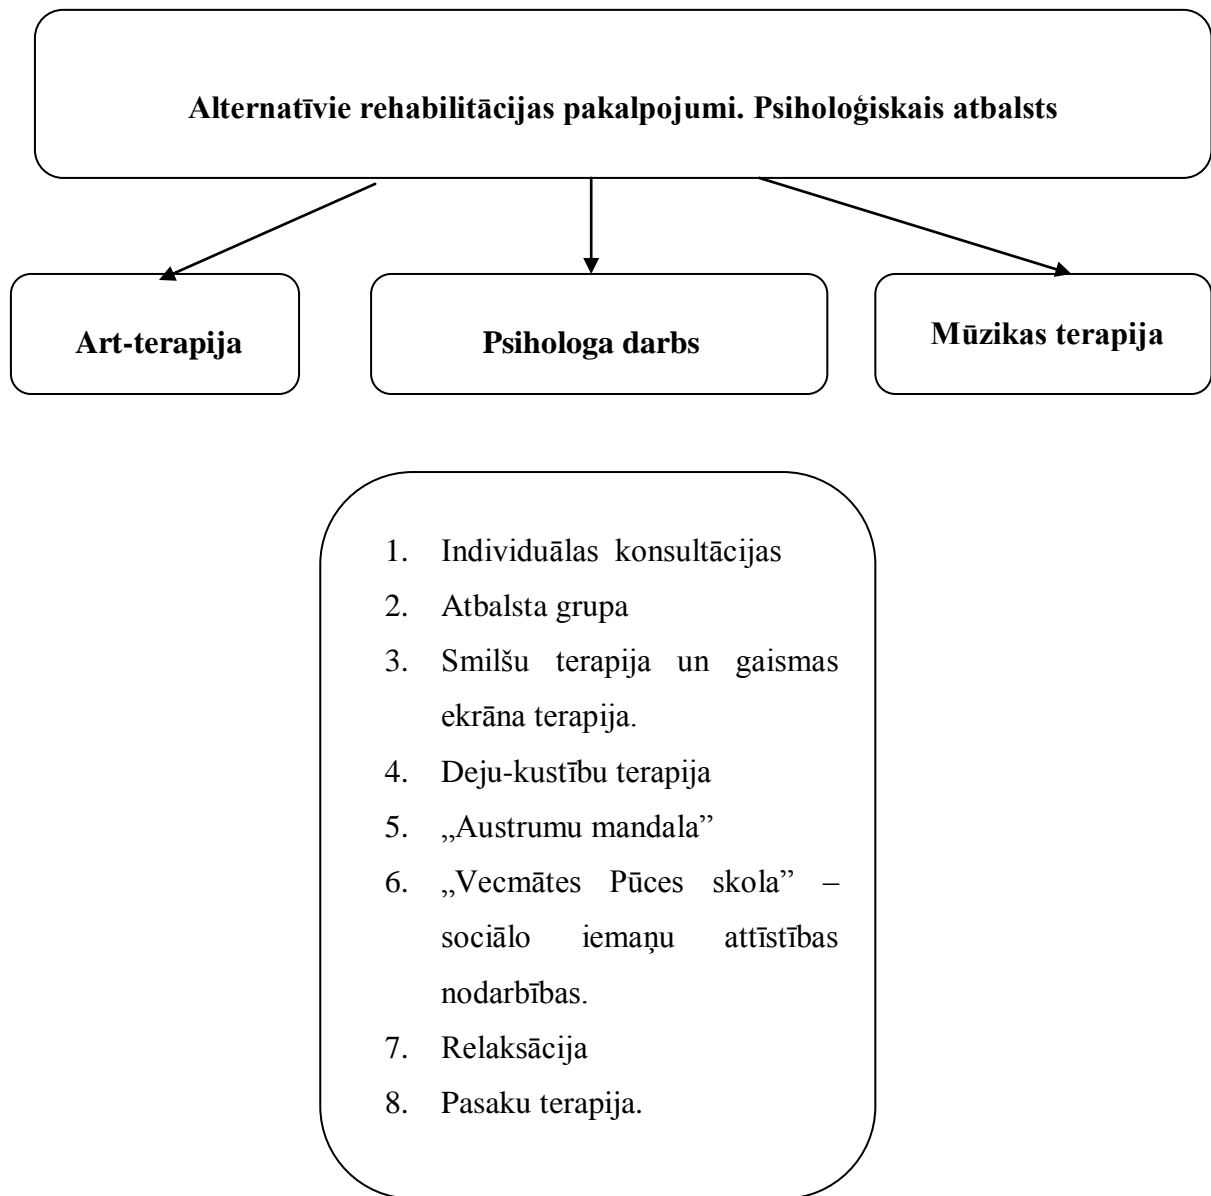 Alternatīvie rehabilitācijas pakalpojumi. Psiholoģiskais atbalsts
Art-terapija
Psihologa darbs
Mūzikas terapija
1. Individuālas konsultācijas
2. Atbalsta grupa
3. Smilšu terapija un gaismas
ekrāna terapija.
4. Deju-kustību terapija
5. „Austrumu mandala”
6. „Vecmātes Pūces skola” –
sociālo iemaņu attīstības
nodarbības.
7. Relaksācija
8. Pasaku terapija.